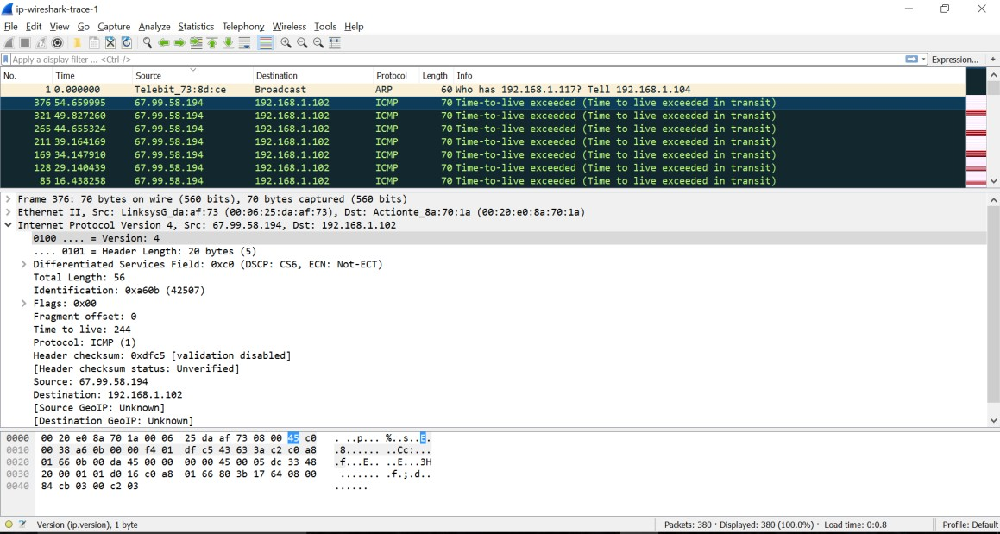 ip-wireshark-trace-1
File Edit View Go Capture Analyze Statistics Telephony Wireless Tools Help
Apply a display filter ... <Ctrl-/> Expression... +
No. Time Source Destination Protocol Length Info
1 0.000000 Telebit_73:8d:ce Broadcast ARP 60 Who has 192.168.1.117? Tell 192.168.1.104
376 54.659995 67.99.58.194 192.168.1.102 ICMP 70 Time-to-live exceeded (Time to live exceeded in transit)
321 49.827260 67.99.58.194 192.168.1.102 ICMP 70 Time-to-live exceeded (Time to live exceeded in transit)
265 44.655324 67.99.58.194 192.168.1.102 ICMP 70 Time-to-live exceeded (Time to live exceeded in transit)
211 39.164169 67.99.58.194 192.168.1.102 ICMP 70 Time-to-live exceeded (Time to live exceeded in transit)
169 34.147910 67.99.58.194 192.168.1.102 ICMP 70 Time-to-live exceeded (Time to live exceeded in transit)
128 29.140439 67.99.58.194 192.168.1.102 ICMP 70 Time-to-live exceeded (Time to live exceeded in transit)
85 16.438258 67.99.58.194 192.168.1.102 ICMP 70 Time-to-live exceeded (Time to live exceeded in transit)
Frame 376: 70 bytes on wire (560 bits), 70 bytes captured (560 bits)
Ethernet II, Src: LinksysG_da:af:73 (00:06:25:da:af:73), Dst: Actionte_8a:70:1a (00:20:e0:8a:70:1a)
Internet Protocol Version 4, Src: 67.99.58.194, Dst: 192.168.1.102
0100 .... = Version: 4
.... 0101 = Header Length: 20 bytes (5)
Differentiated Services Field: 0xc0 (DSCP: CS6, ECN: Not-ECT)
Total Length: 56
Identification: 0xa60b (42507)
Flags: 0x00
Fragment offset: 0
Time to live: 244
Protocol: ICMP (1)
Header checksum: 0xdfc5 [validation disabled]
[Header checksum status: Unverified]
Source: 67.99.58.194
Destination: 192.168.1.102
[Source GeoIP: Unknown]
[Destination GeoIP: Unknown]
0000 00 20 e0 8a 70 1a 00 06 25 da af 73 08 00 45 c0 . ..p... %..s..E.
0010 00 38 a6 0b 00 00 f4 01 df c5 43 63 3a c2 c0 a8 .8...... ..Cc:...
0020 01 66 0b 00 da 45 00 00 00 00 45 00 05 dc 33 48 .f...E.. ..E...3H
0030 20 00 01 01 d0 16 c0 a8 01 66 80 3b 17 64 08 00 ....... .f.;.d..
0040 84 cb 03 00 c2 03 ......
Version (ip.version), 1 byte Packets: 380 · Displayed: 380 (100.0%) · Load time: 0:0.8 Profile: Default